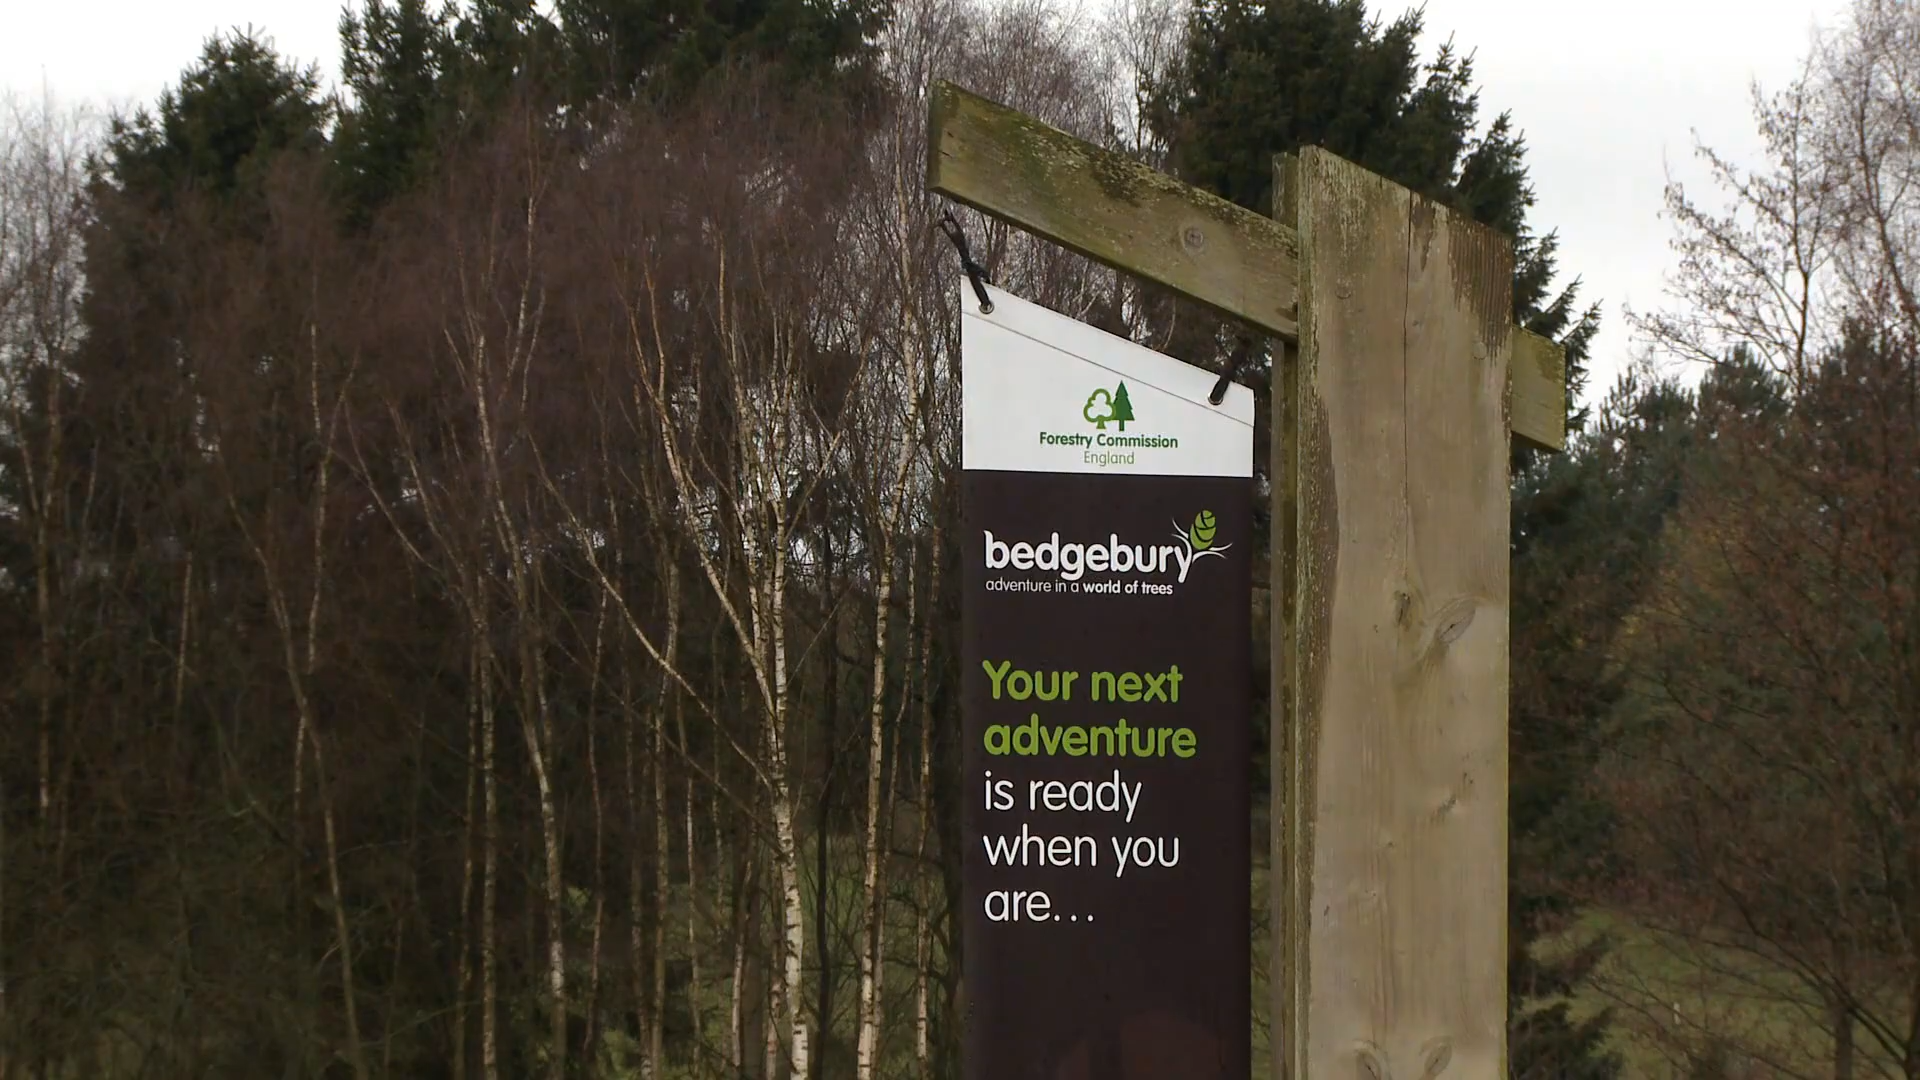 Forestry Commission
England
bedgebury
adventure in a world of trees
Your next
adventure
is ready
when you
are...